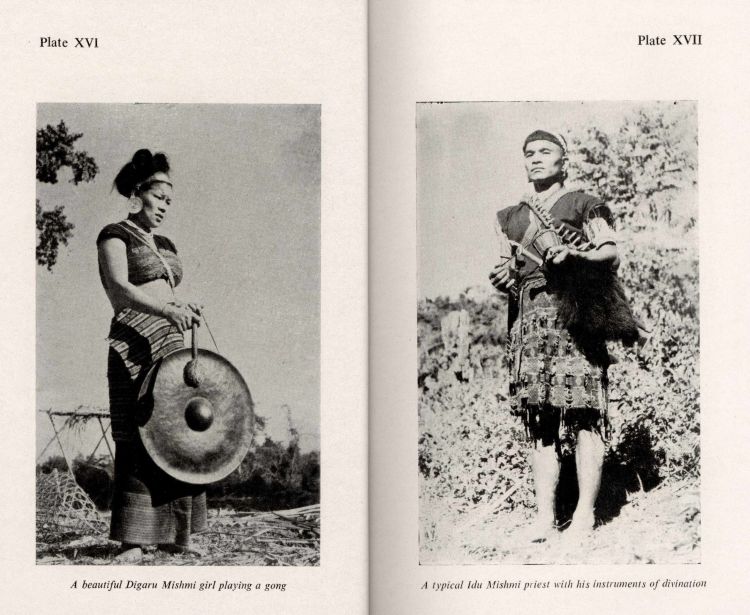 Plate XVI
A beautiful Digaru Mishmi girl playing a gong
Plate XVII
A typical Idu Mishmi priest with his instruments of divination